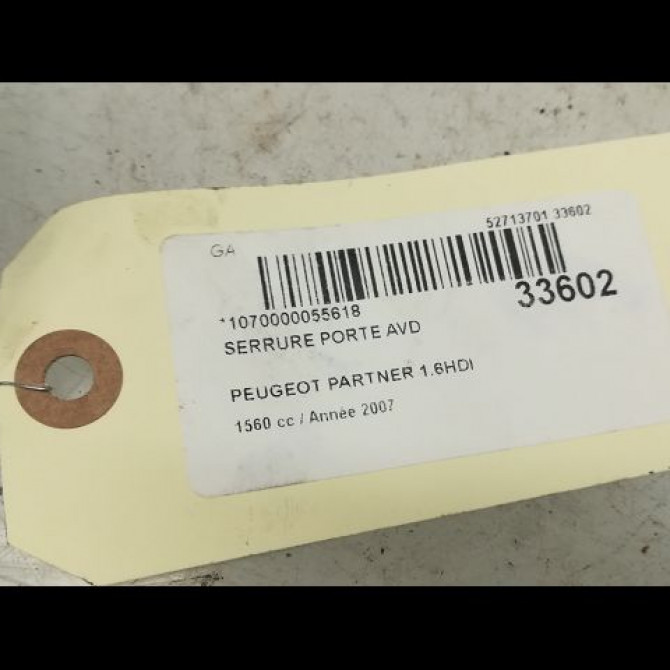 GA
52713701 33602
*1070000055618
33602
SERRURE PORTE AVD
PEUGEOT PARTNER 1.6HDI
1560 cc / Année 2007